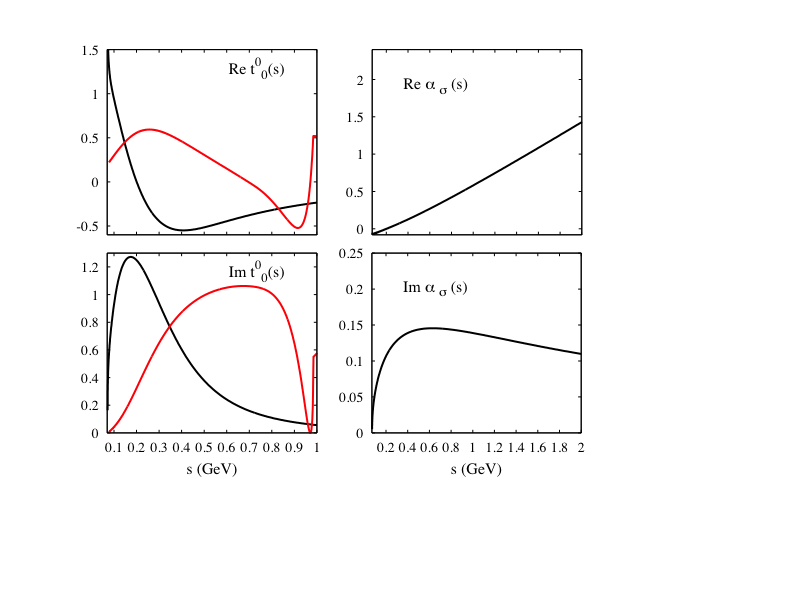 1.5
1
0.5
0
-0.5
Re t⁰₀(s)
2
1.5
1
0.5
0
Re α σ (s)
1.2
1
0.8
0.6
0.4
0.2
0
Im t⁰₀(s)
0.1 0.2 0.3 0.4 0.5 0.6 0.7 0.8 0.9 1
s (GeV)
0.25
0.2
0.15
0.1
0.05
0
Im α σ (s)
0.2 0.4 0.6 0.8 1 1.2 1.4 1.6 1.8 2
s (GeV)